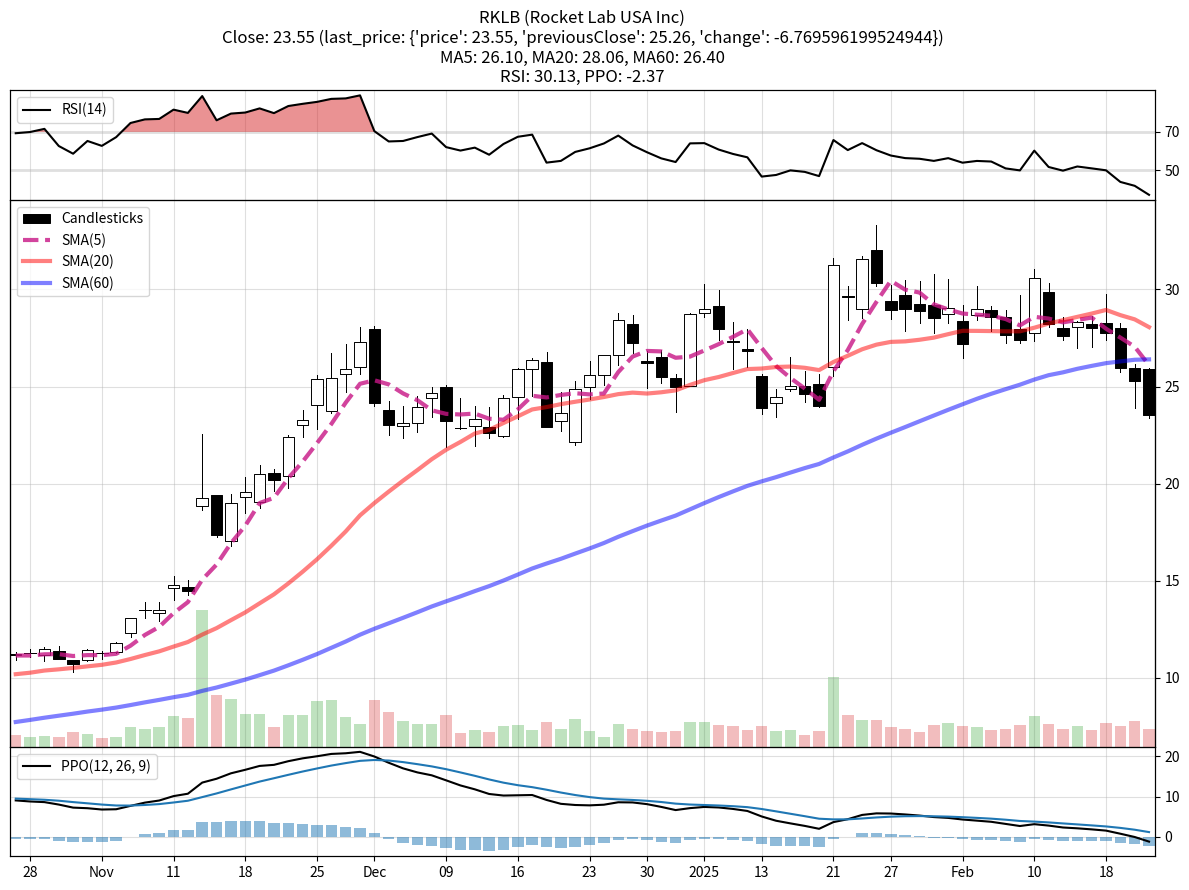 RKLB (Rocket Lab USA Inc)
Close: 23.55 (last_price: {'price': 23.55, 'previousClose': 25.26, 'change': -6.769596199524944})
MA5: 26.10, MA20: 28.06, MA60: 26.40
RSI: 30.13, PPO: -2.37
RSI(14)
70
50
Candlesticks
SMA(5)
SMA(20)
SMA(60)
30
25
20
15
10
PPO(12, 26, 9)
20
10
0
28 Nov 11 18 25 Dec 09 16 23 30 2025 13 21 27 Feb 10 18